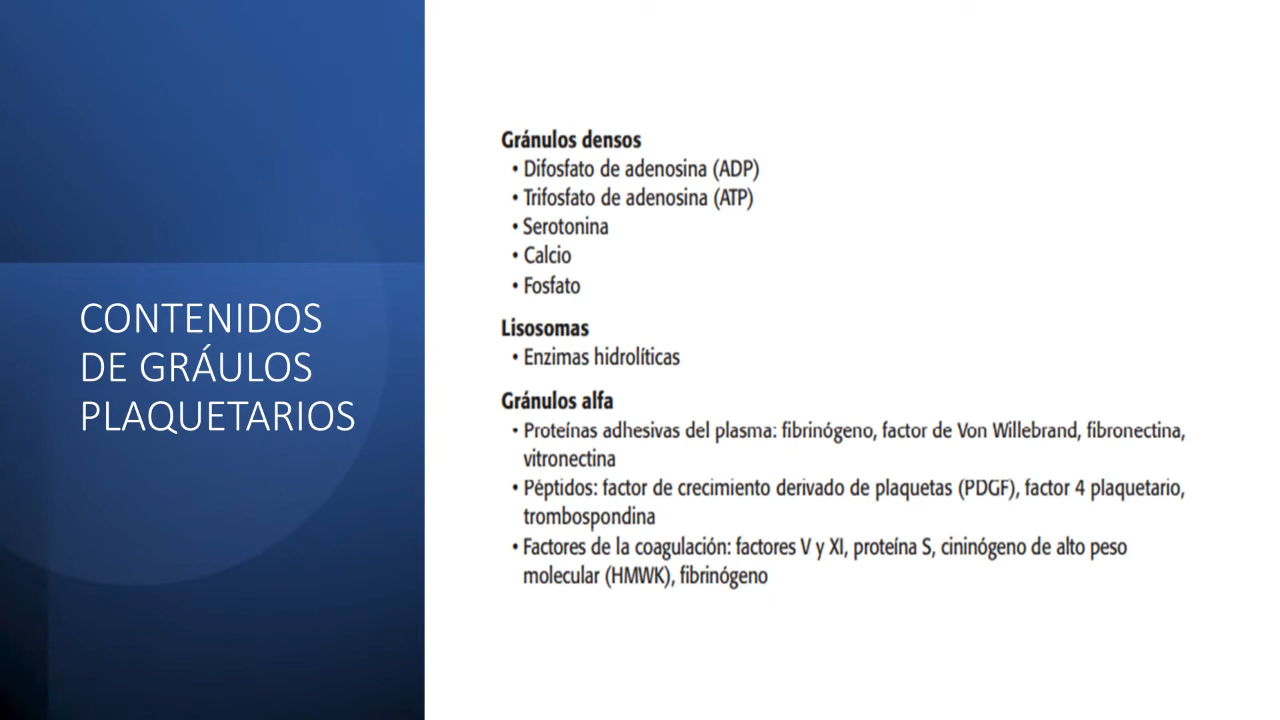 CONTENIDOS
DE GRÁULOS
PLAQUETARIOS
Gránulos densos
• Difosfato de adenosina (ADP)
• Trifosfato de adenosina (ATP)
• Serotonina
• Calcio
• Fosfato
Lisosomas
• Enzimas hidrolíticas
Gránulos alfa
• Proteínas adhesivas del plasma: fibrinógeno, factor de Von Willebrand, fibronectina,
vitronectina
• Péptidos: factor de crecimiento derivado de plaquetas (PDGF), factor 4 plaquetario,
trombospondina
• Factores de la coagulación: factores V y XI, proteína S, cininógeno de alto peso
molecular (HMWK), fibrinógeno